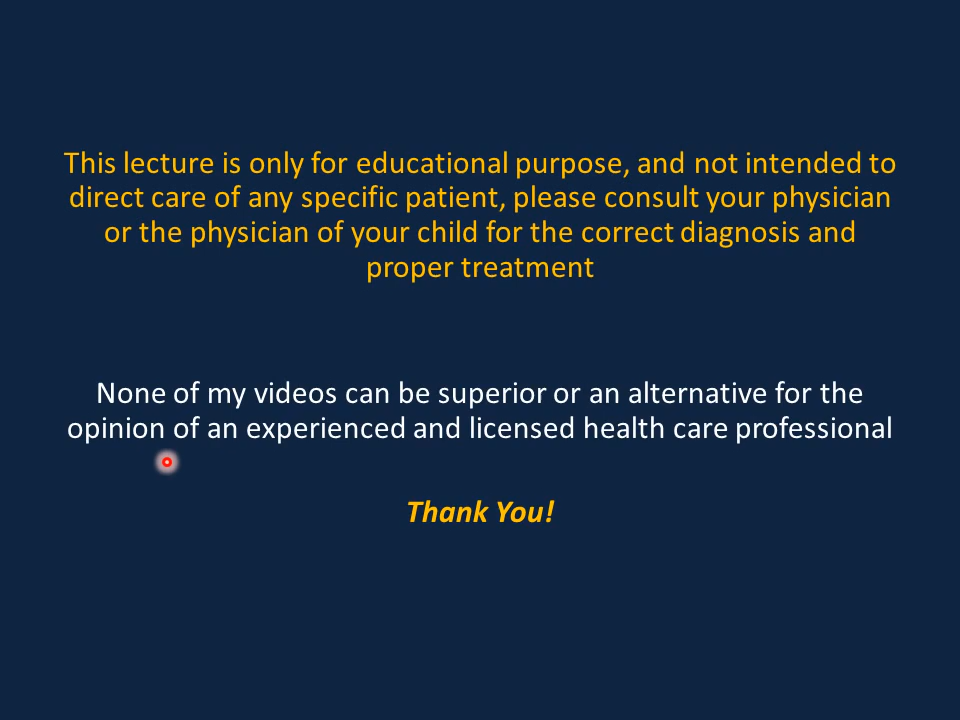 This lecture is only for educational purpose, and not intended to
direct care of any specific patient, please consult your physician
or the physician of your child for the correct diagnosis and
proper treatment
None of my videos can be superior or an alternative for the
opinion of an experienced and licensed health care professional
Thank You!